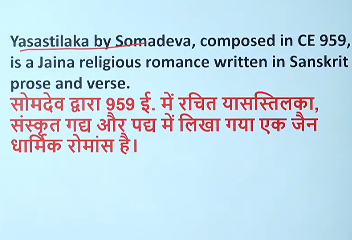 Yasastilaka by Somadeva, composed in CE 959,
is a Jaina religious romance written in Sanskrit
prose and verse.
सोमदेव द्वारा 959 ई. में रचित यासस्तिलका,
संस्कृत गद्य और पद्य में लिखा गया एक जैन
धार्मिक रोमांस है।